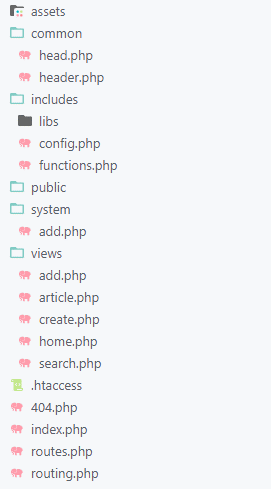 assets
common
head.php
header.php
includes
libs
config.php
functions.php
public
system
add.php
views
add.php
article.php
create.php
home.php
search.php
.htaccess
404.php
index.php
routes.php
routing.php